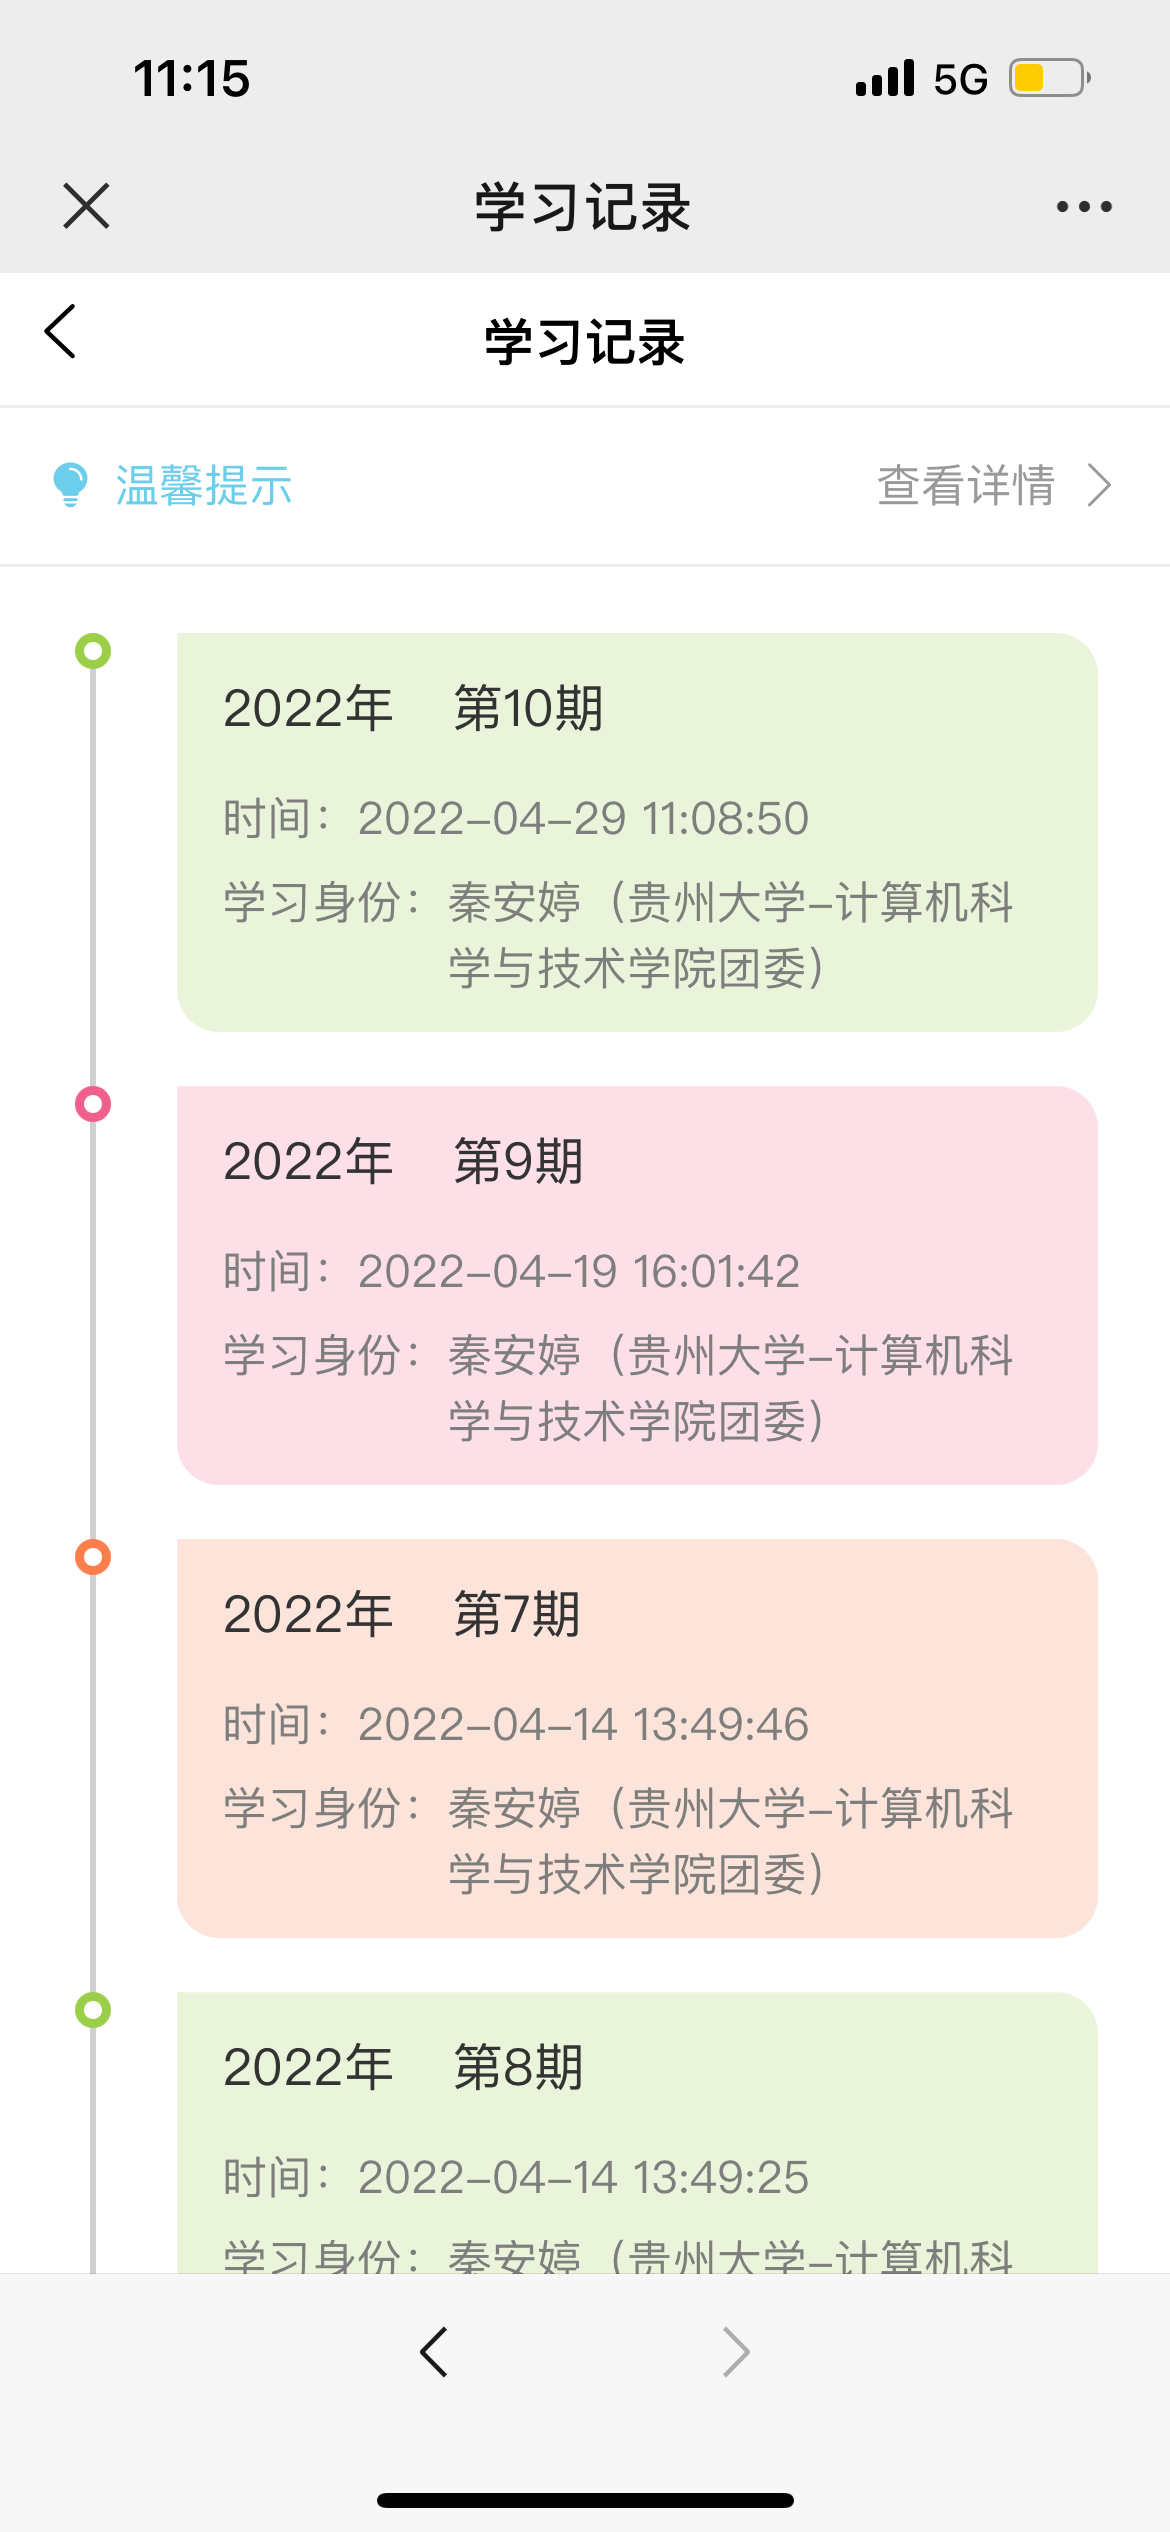 11:15 5G
学习记录
学习记录
温馨提示 查看详情
2022年 第10期
时间：2022-04-29 11:08:50
学习身份：秦安婷（贵州大学-计算机科
学与技术学院团委）
2022年 第9期
时间：2022-04-19 16:01:42
学习身份：秦安婷（贵州大学-计算机科
学与技术学院团委）
2022年 第7期
时间：2022-04-14 13:49:46
学习身份：秦安婷（贵州大学-计算机科
学与技术学院团委）
2022年 第8期
时间：2022-04-14 13:49:25
学习身份：秦安婷（贵州大学-计算机科